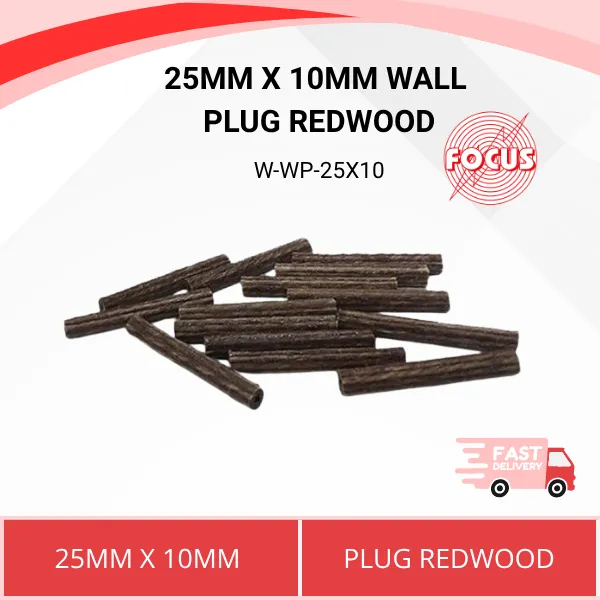 25MM X 10MM WALL
PLUG REDWOOD
W-WP-25X10
FOCUS
FAST
DELIVERY
25MM X 10MM
PLUG REDWOOD